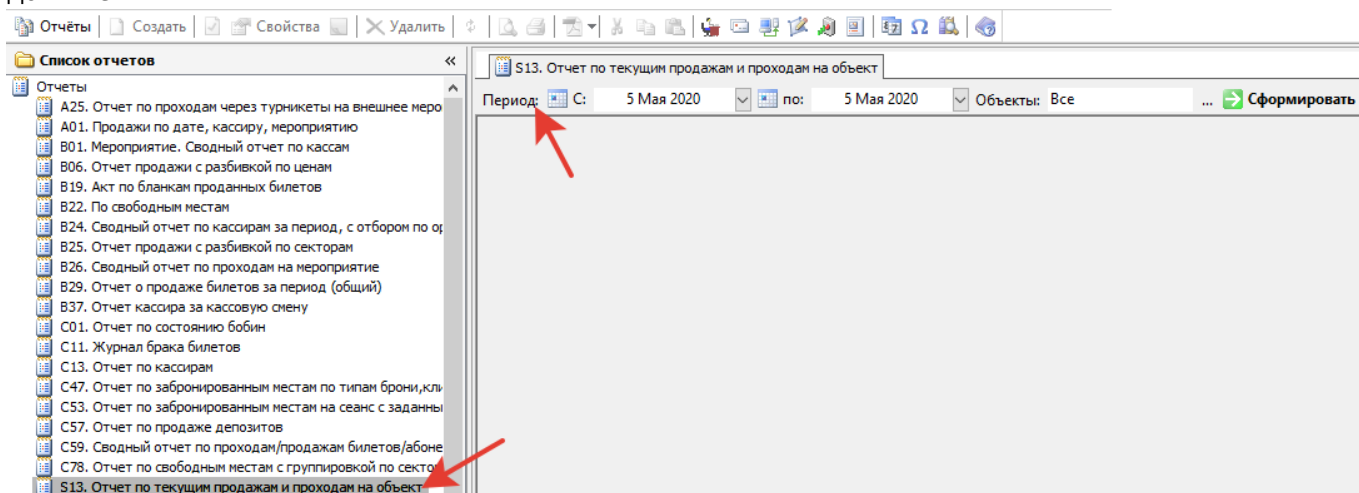 Отчёты Создать Свойства Удалить
Список отчетов «
Отчеты
A25. Отчет по проходам через турникеты на внешнее меро
A01. Продажи по дате, кассиру, мероприятию
B01. Мероприятие. Сводный отчет по кассам
B06. Отчет продажи с разбивкой по ценам
B19. Акт по бланкам проданных билетов
B22. По свободным местам
B24. Сводный отчет по кассирам за период, с отбором по ор
B25. Отчет продажи с разбивкой по секторам
B26. Сводный отчет по проходам на мероприятие
B29. Отчет о продаже билетов за период (общий)
B37. Отчет кассира за кассовую смену
C01. Отчет по состоянию бобин
C11. Журнал брака билетов
C13. Отчет по кассирам
C47. Отчет по забронированным местам по типам брони,кли
C53. Отчет по забронированным местам на сеанс с заданны
C57. Отчет по продаже депозитов
C59. Сводный отчет по проходам/продажам билетов/абоне
C78. Отчет по свободным местам с группировкой по секто
S13. Отчет по текущим продажам и проходам на объект
S13. Отчет по текущим продажам и проходам на объект
Период: С: 5 Мая 2020 по: 5 Мая 2020 Объекты: Все ... Сформировать